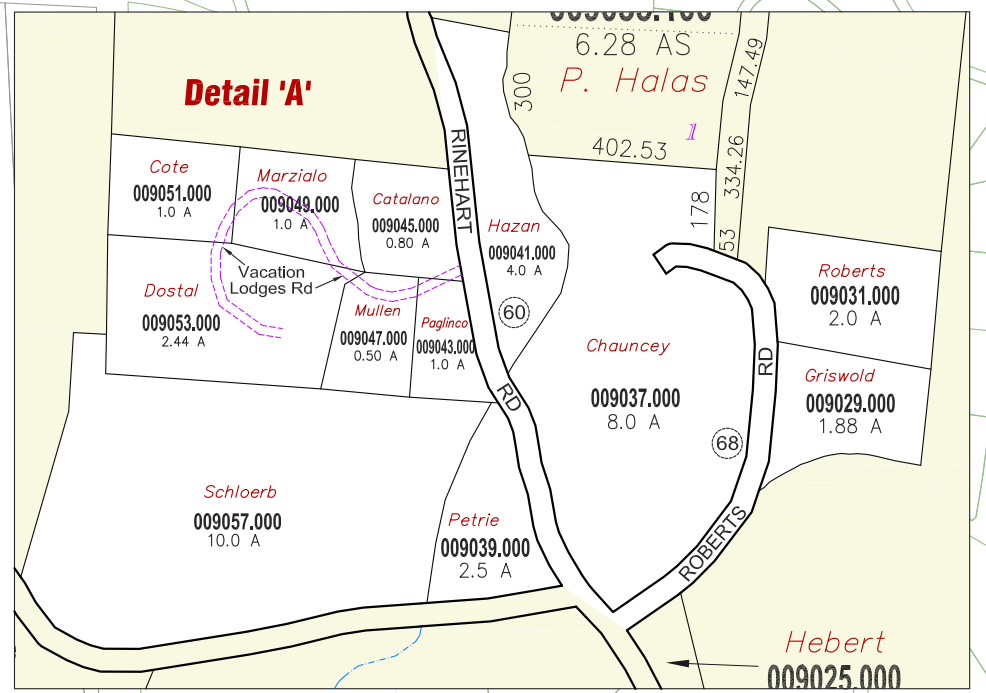 009053.100
6.28 AS
P. Halas
300
147.49
1
402.53
334.26
178
53
Detail 'A'
RINEHART
RD
Cote
009051.000
1.0 A
Marzialo
009049.000
1.0 A
Catalano
009045.000
0.80 A
Hazan
009041.000
4.0 A
60
Vacation
Lodges Rd
Dostal
009053.000
2.44 A
Mullen
009047.000
0.50 A
Paglinco
009043.000
1.0 A
Chauncey
009037.000
8.0 A
68
Roberts
009031.000
2.0 A
Griswold
009029.000
1.88 A
RD
ROBERTS
Schloerb
009057.000
10.0 A
Petrie
009039.000
2.5 A
Hebert
009025.000